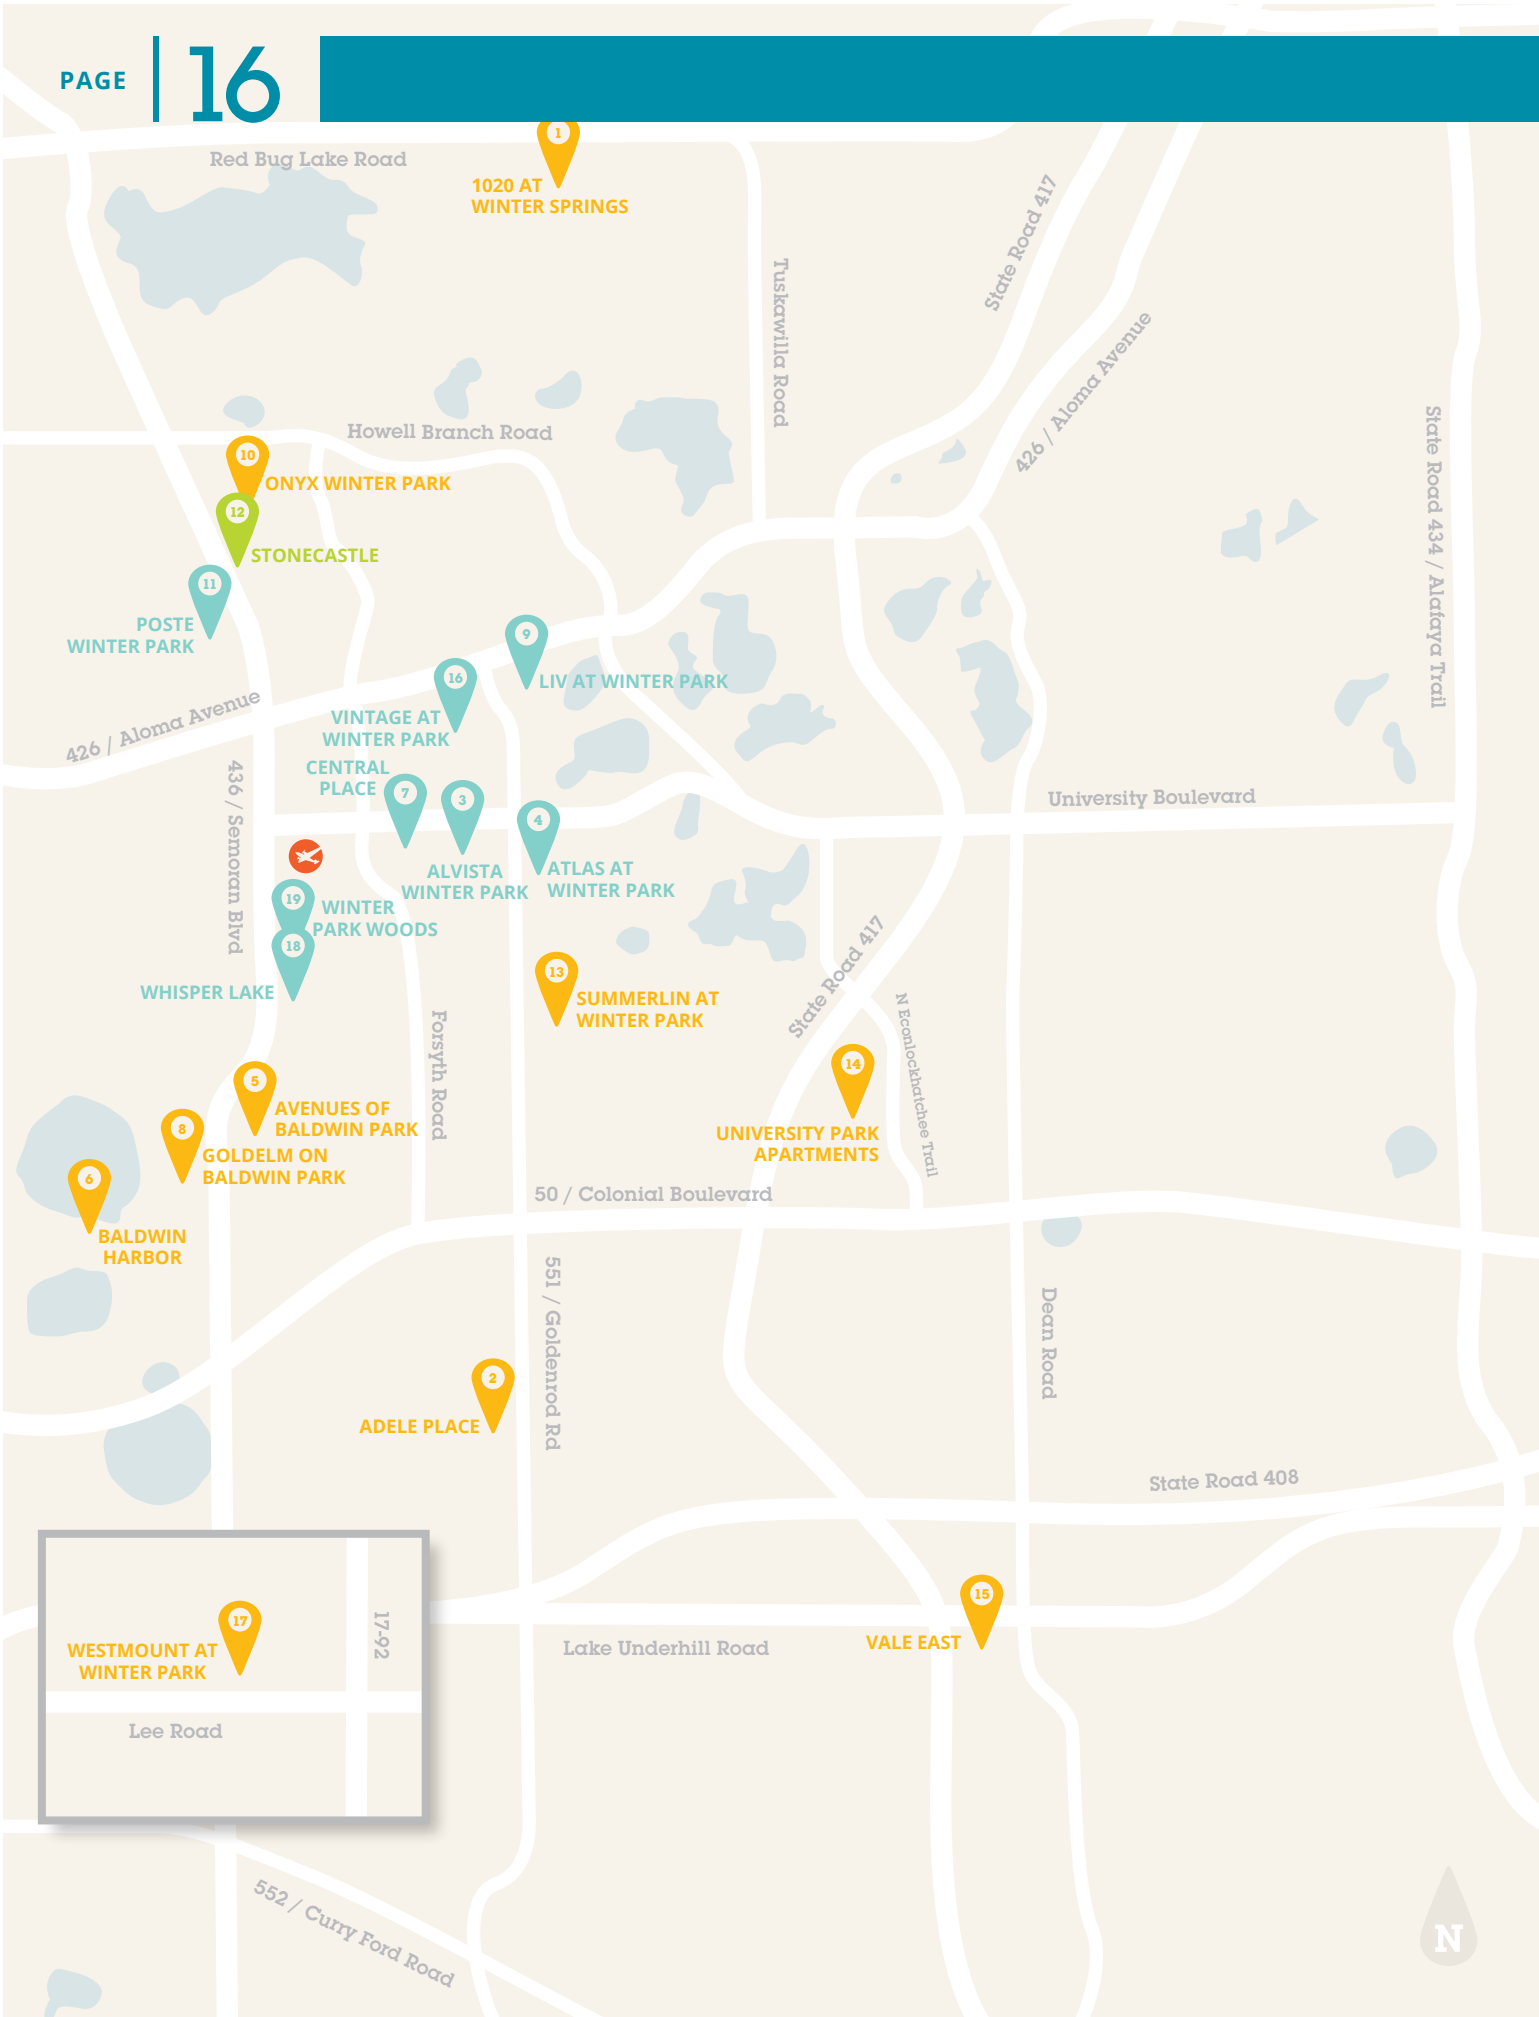 PAGE
16
1
Red Bug Lake Road
1020 AT
WINTER SPRINGS
State Road 417
Tuskawilla Road
426 / Aloma Avenue
State Road 434 / Alafaya Trail
Howell Branch Road
10
ONYX WINTER PARK
12
STONECASTLE
11
POSTE
WINTER PARK
9
LIV AT WINTER PARK
16
VINTAGE AT
WINTER PARK
426 / Aloma Avenue
436 / Semoran Blvd
CENTRAL
PLACE
7
3
4
University Boulevard
ALVISTA
WINTER PARK
ATLAS AT
WINTER PARK
19
WINTER
PARK WOODS
18
WHISPER LAKE
State Road 417
13
SUMMERLIN AT
WINTER PARK
N Econlockhatchee Trail
Forsyth Road
14
UNIVERSITY PARK
APARTMENTS
5
AVENUES OF
BALDWIN PARK
8
GOLDELM ON
BALDWIN PARK
6
BALDWIN
HARBOR
50 / Colonial Boulevard
551 / Goldenrod Rd
Dean Road
2
ADELE PLACE
State Road 408
15
VALE EAST
Lake Underhill Road
17
WESTMOUNT AT
WINTER PARK
17-92
Lee Road
552 / Curry Ford Road
N